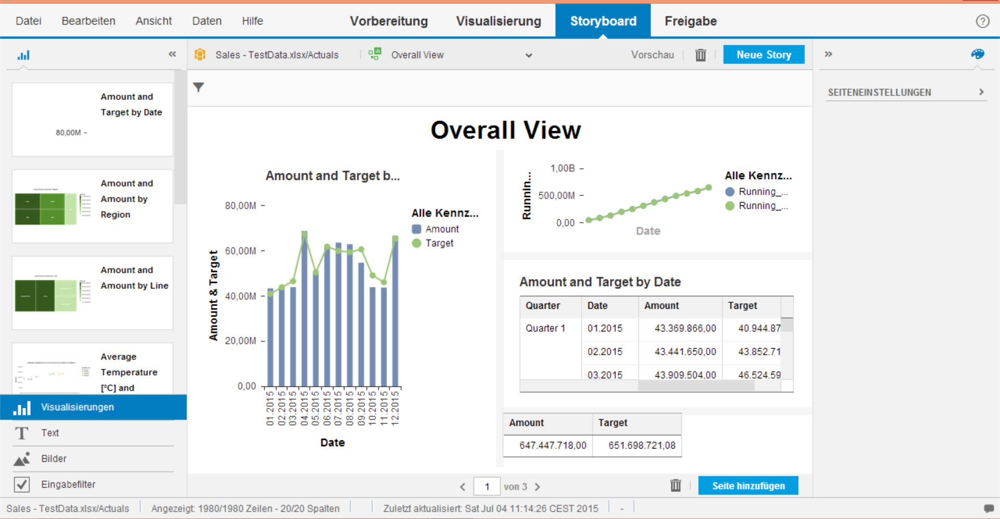 Datei Bearbeiten Ansicht Daten Hilfe Vorbereitung Visualisierung Storyboard Freigabe ?
Sales - TestData.xlsx/Actuals Overall View Vorschau Neue Story
Amount and
Target by Date
80,00M
Amount and
Amount by
Region
Amount and
Amount by Line
Average
Temperature
[°C] and
Visualisierungen
Text
Bilder
Eingabefilter
Overall View
Amount and Target b...
80,00M
60,00M
40,00M
20,00M
0,00
Amount & Target
01.2015
02.2015
03.2015
04.2015
05.2015
06.2015
07.2015
08.2015
09.2015
10.2015
11.2015
12.2015
Date
Alle Kennz...
Amount
Target
Runnin...
1,00B
500,00M
0,00
Date
Alle Kennz...
Running_...
Running_...
Amount and Target by Date
Quarter Date Amount Target
Quarter 1 01.2015 43.369.866,00 40.944.87
02.2015 43.441.650,00 43.852.71
03.2015 43.909.504,00 46.524.59
Amount Target
647.447.718,00 651.698.721,08
1 von 3 Seite hinzufügen
SEITENEINSTELLUNGEN
Sales - TestData.xlsx/Actuals Angezeigt: 1980/1980 Zeilen - 20/20 Spalten Zuletzt aktualisiert: Sat Jul 04 11:14:26 CEST 2015 -